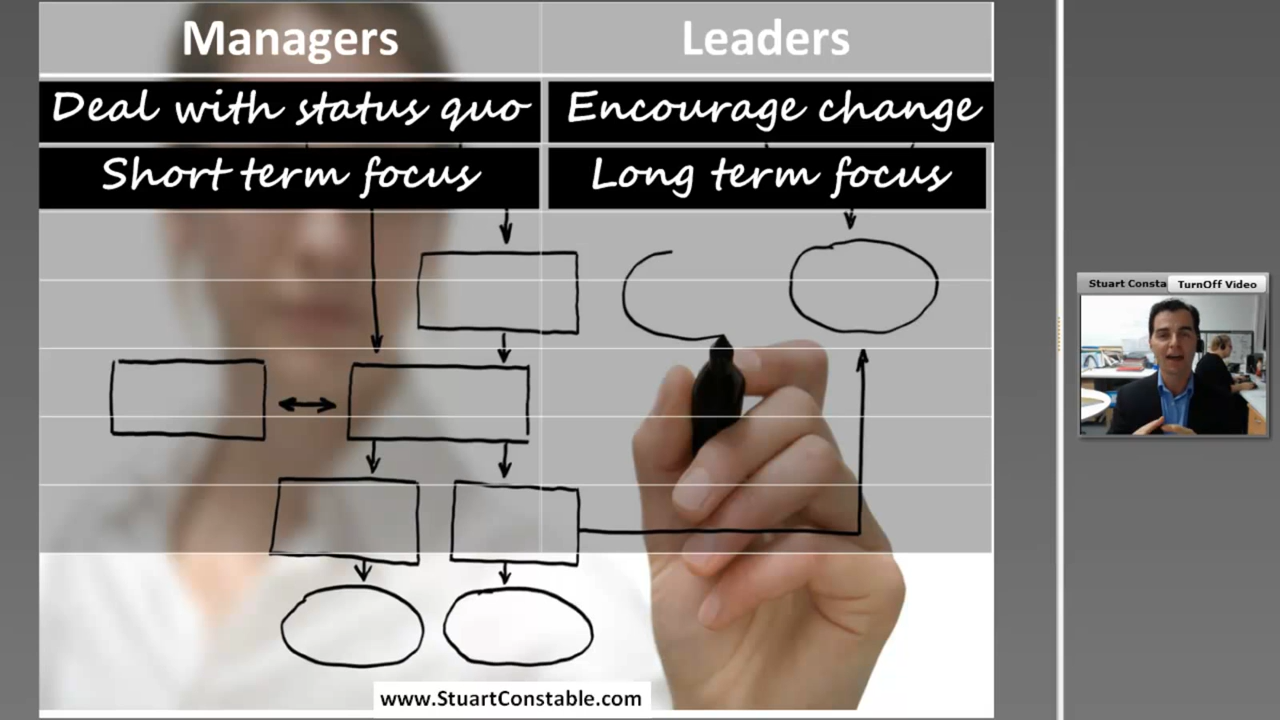 Managers
Leaders
Deal with status quo
Encourage change
Short term focus
Long term focus
Stuart Consta
TurnOff Video
www.StuartConstable.com